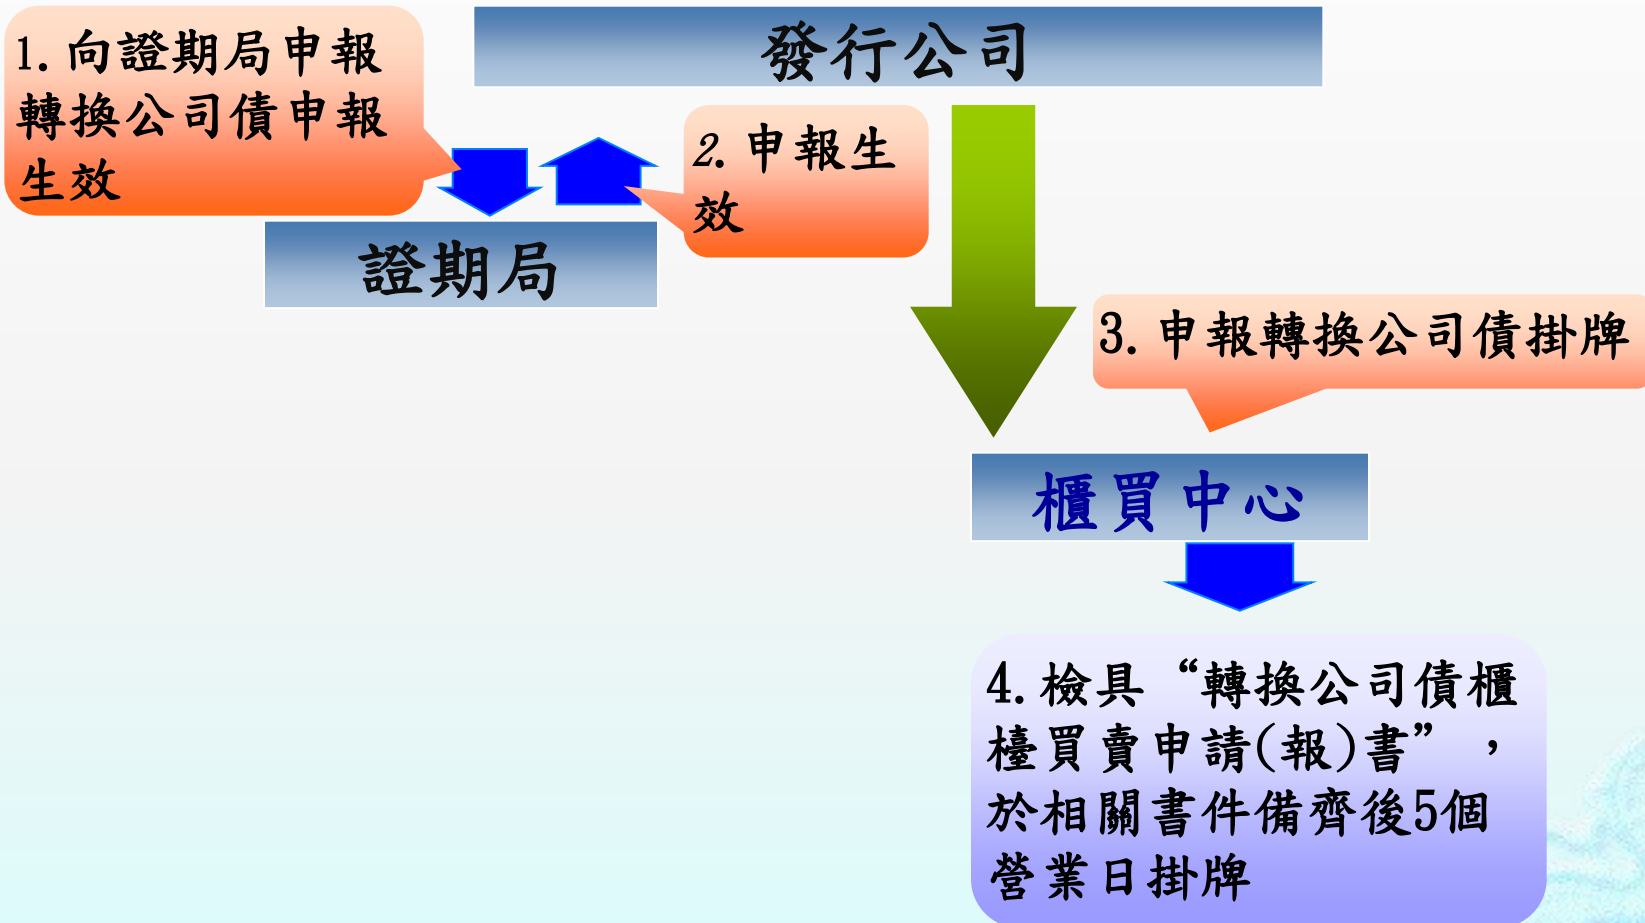 發行公司
1.向證期局申報
轉換公司債申報
生效
2.申報生
效
證期局
3.申報轉換公司債掛牌
櫃買中心
4.檢具“轉換公司債櫃
檯買賣申請(報)書”，
於相關書件備齊後5個
營業日掛牌